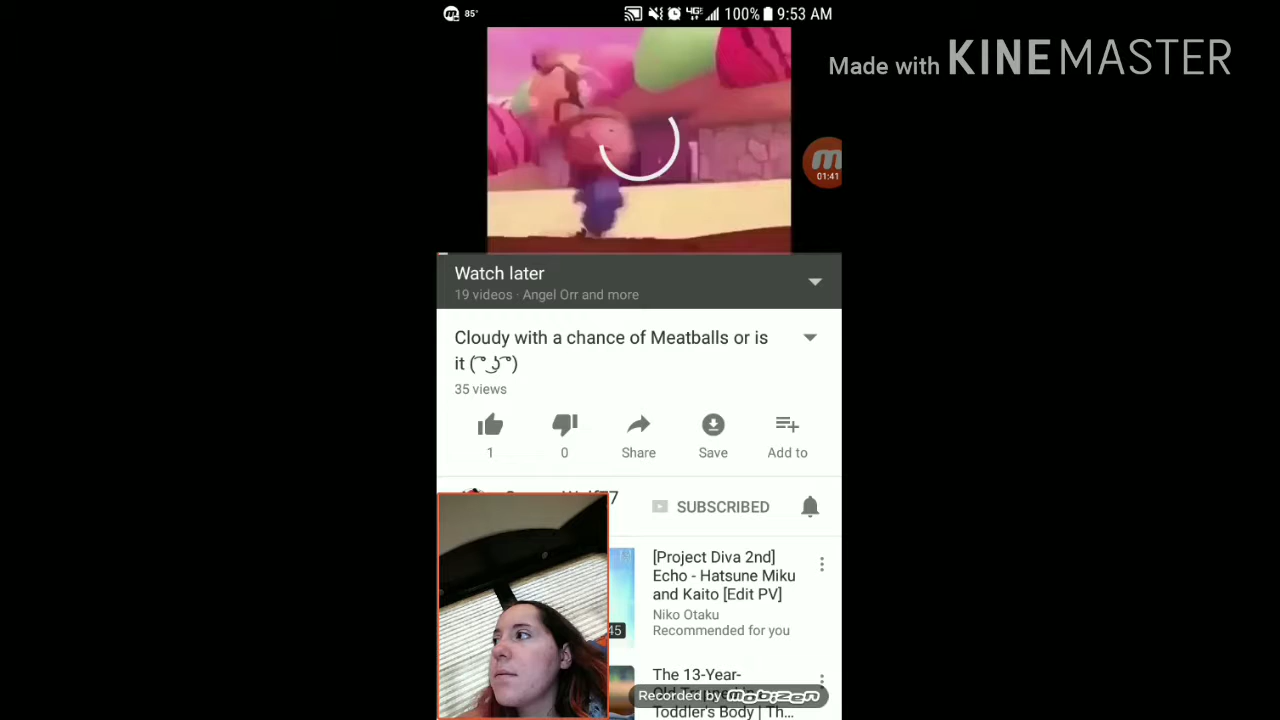 85°
4G 100% 9:53 AM
Made with KINEMASTER
01:41
Watch later
19 videos · Angel Orr and more
Cloudy with a chance of Meatballs or is
it ( ͡° ͜ʖ ͡°)
35 views
1 0 Share Save Add to
SUBSCRIBED
[Project Diva 2nd]
Echo - Hatsune Miku
and Kaito [Edit PV]
Niko Otaku
45
Recommended for you
The 13-Year-
Recorded by mobizen
Toddler's Body | Th...